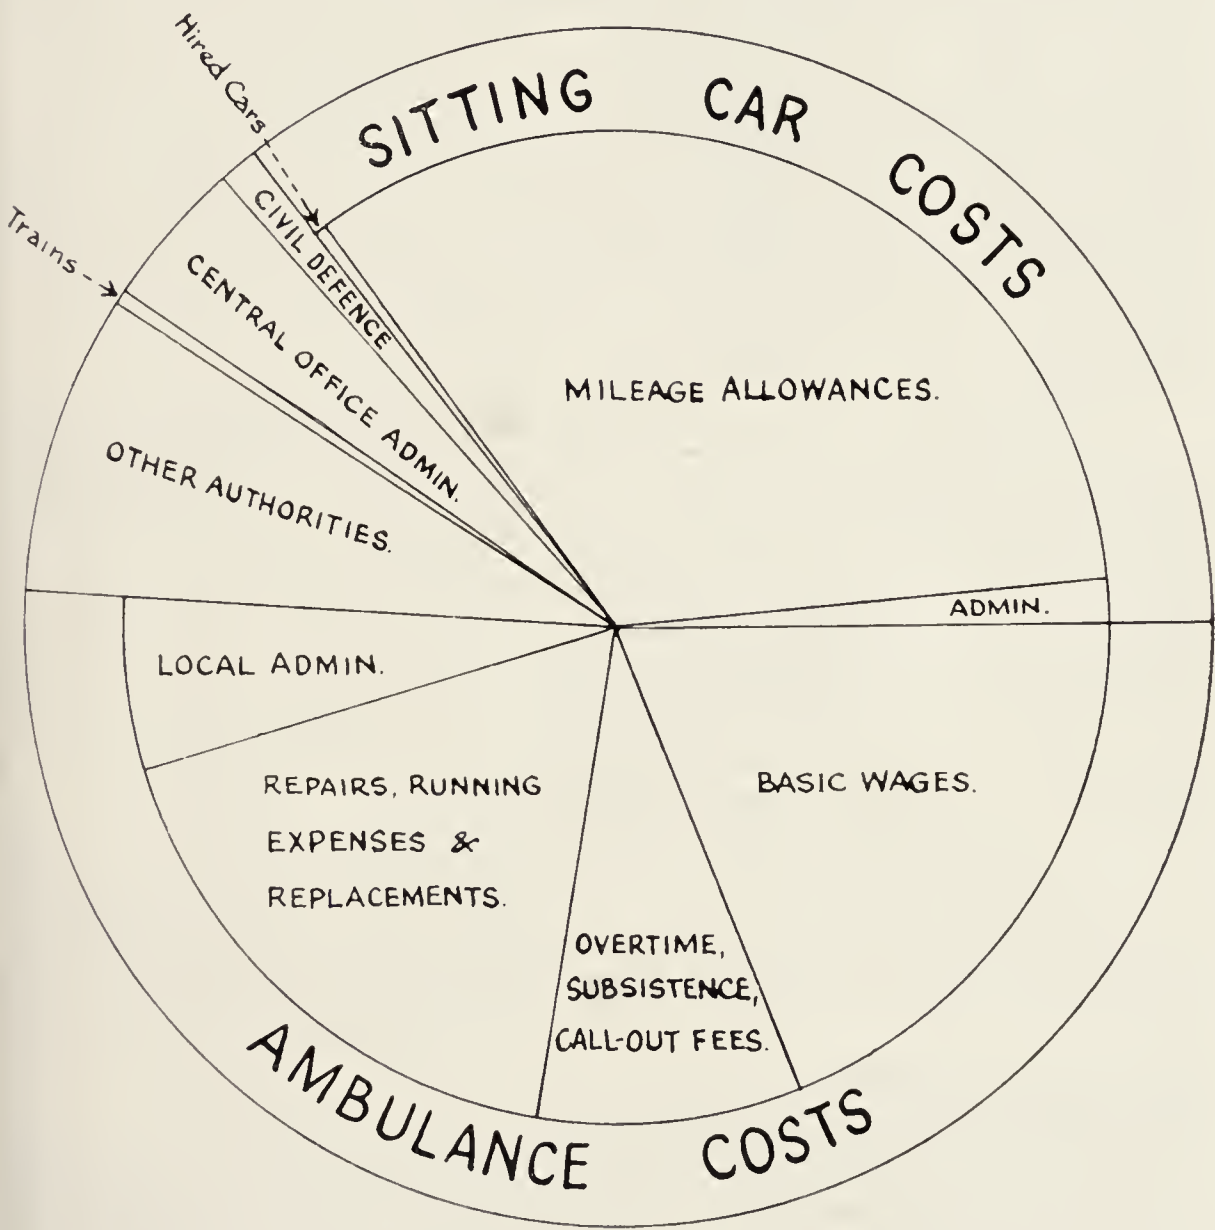 SITTING CAR COSTS
Hired Cars
Trains
CIVIL DEFENCE
CENTRAL OFFICE ADMIN.
OTHER AUTHORITIES.
MILEAGE ALLOWANCES.
ADMIN.
LOCAL ADMIN.
REPAIRS, RUNNING
EXPENSES &
REPLACEMENTS.
BASIC WAGES.
OVERTIME,
SUBSISTENCE,
CALL-OUT FEES.
AMBULANCE COSTS